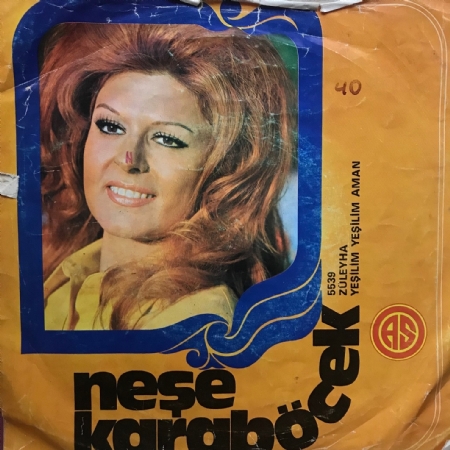 40
5539
ZÜLEYHA
YEŞİLİM YEŞİLİM AMAN
AS
neşe
karaböcek